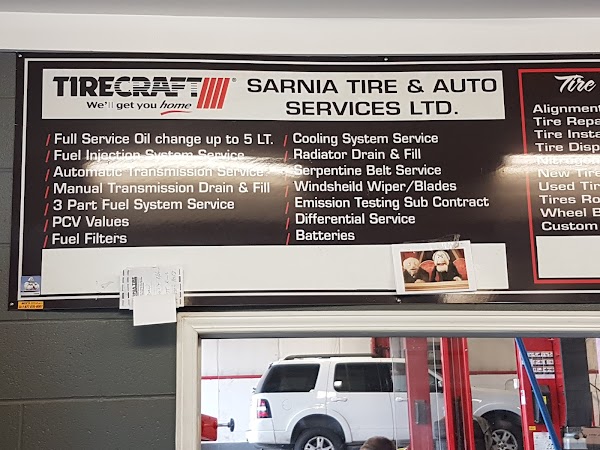 TIRECRAFT
We'll get you home
SARNIA TIRE & AUTO
SERVICES LTD.
/ Full Service Oil change up to 5 LT.
/ Fuel Injection System Service
/ Automatic Transmission Service
/ Manual Transmission Drain & Fill
/ 3 Part Fuel System Service
/ PCV Values
/ Fuel Filters
/ Cooling System Service
/ Radiator Drain & Fill
/ Serpentine Belt Service
/ Windsheild Wiper/Blades
/ Emission Testing Sub Contract
/ Differential Service
/ Batteries
Tire
Alignment
Tire Repa
Tire Insta
Tire Disp
Nitrogen
New Tire
Used Tir
Tires Ro
Wheel B
Custom